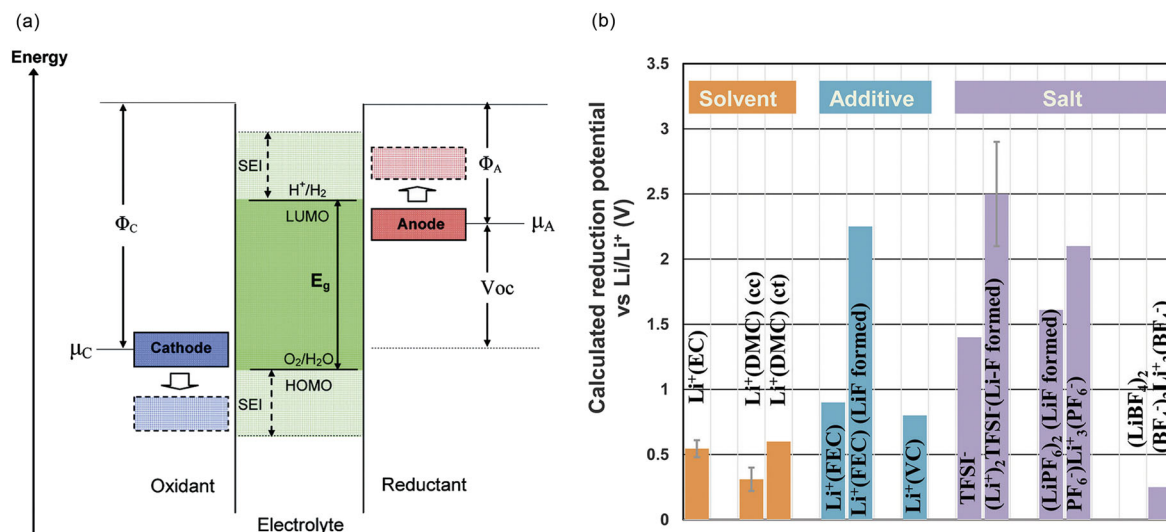 (a)
Energy
Φ_C
μ_C
Cathode
Oxidant
SEI
H⁺/H₂
LUMO
E_g
O₂/H₂O
HOMO
SEI
Electrolyte
Φ_A
Anode
μ_A
Voc
Reductant
(b)
Calculated reduction potential
vs Li/Li⁺ (V)
3.5
3
2.5
2
1.5
1
0.5
0
Solvent
Additive
Salt
Li⁺(EC)
Li⁺(DMC) (cc)
Li⁺(DMC) (ct)
Li⁺(FEC)
Li⁺(FEC) (LiF formed)
Li⁺(VC)
TFSI⁻
(Li⁺)₂TFSI⁻(Li-F formed)
(LiPF₆)₂ (LiF formed)
PF₆⁻)Li⁺₃(PF₆⁻)
(LiBF₄)₂